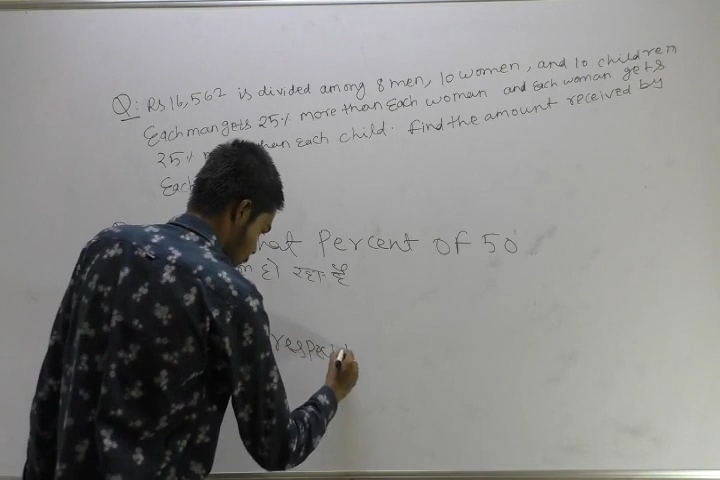 Q: Rs 16,562 is divided among 8 men, 10 women, and 10 children
Each man gets 25% more than Each woman and Each woman gets
25% than Each child. find the amount received by
Each
hat Percent of 50
हो रहा है
respec